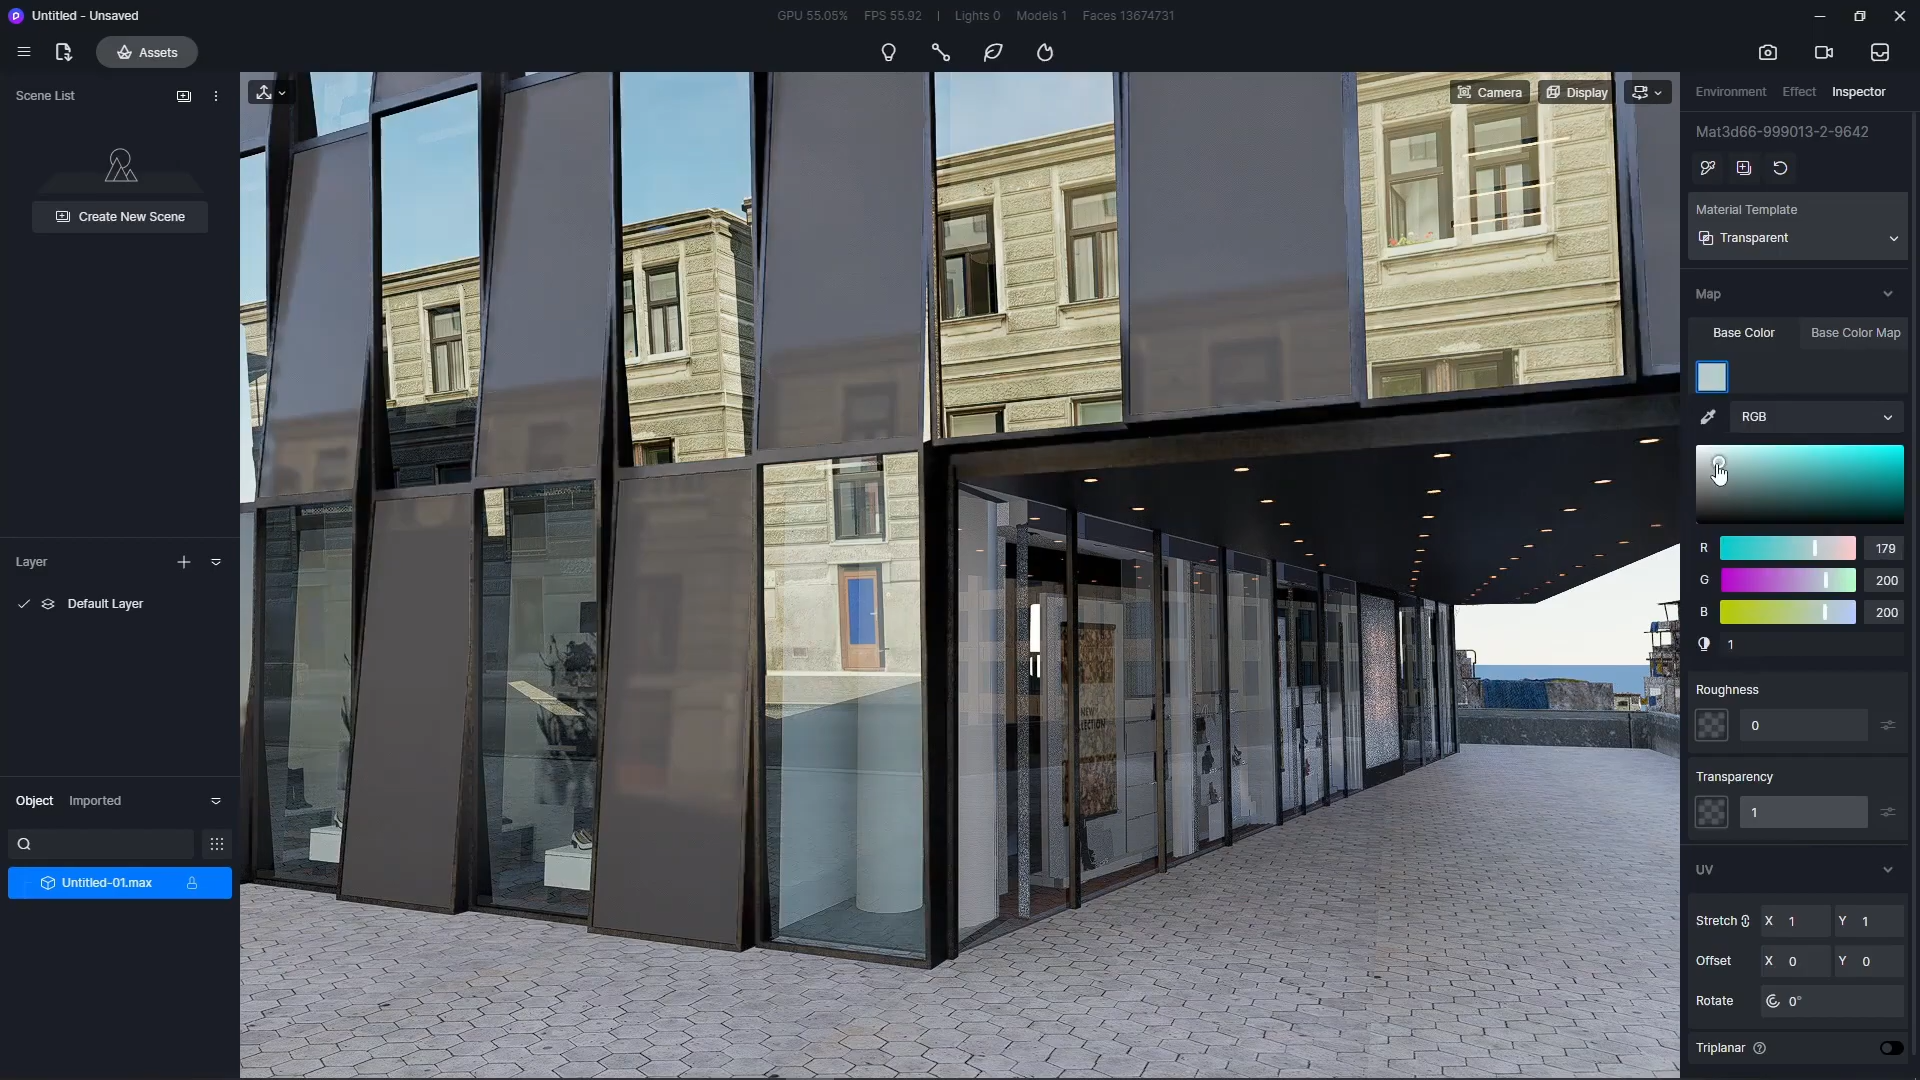 Untitled - Unsaved
GPU 55.05% FPS 55.92 | Lights 0 Models 1 Faces 13674731
Assets
Scene List
Create New Scene
Layer
Default Layer
Object Imported
Untitled-01.max
Camera Display
NEW
Environment Effect Inspector
Mat3d66-999013-2-9642
Material Template
Transparent
Map
Base Color Base Color Map
RGB
R 179
G 200
B 200
1
Roughness
0
Transparency
1
UV
Stretch X 1 Y 1
Offset X 0 Y 0
Rotate 0°
Triplanar